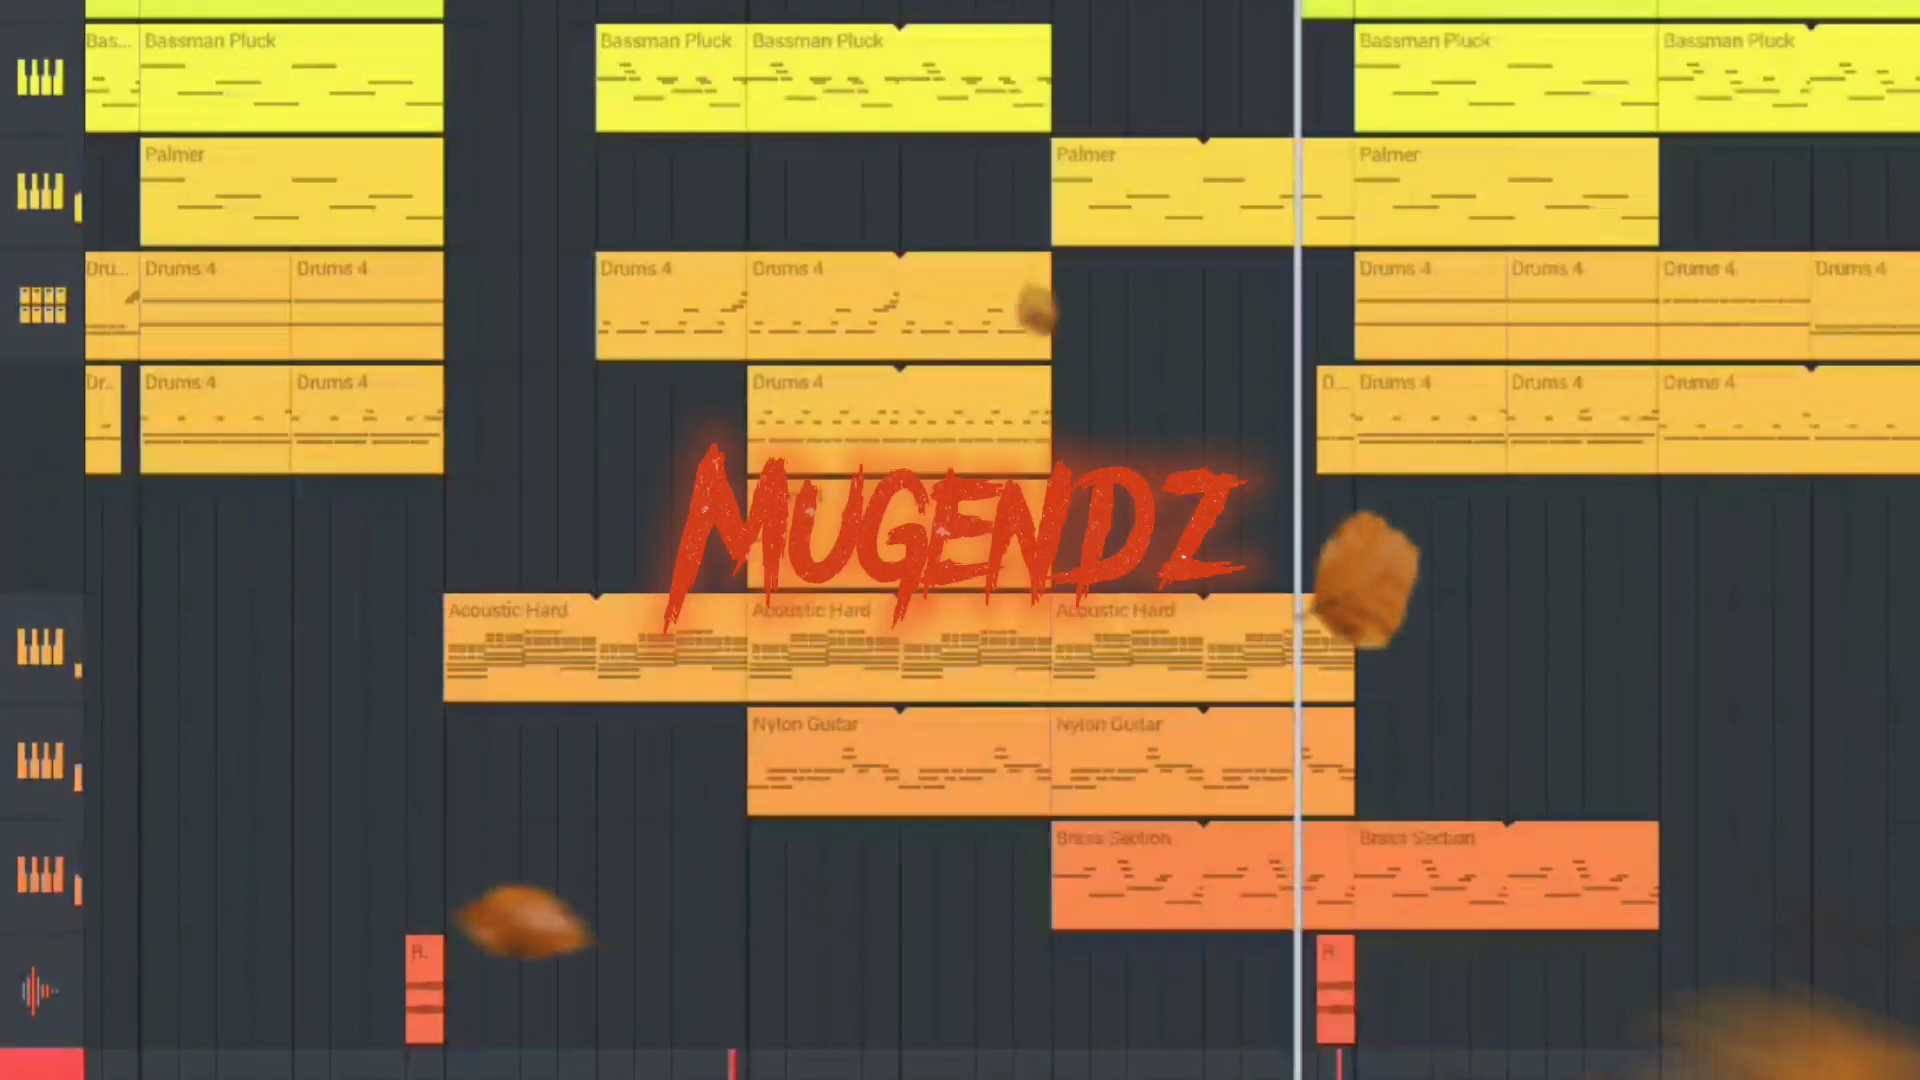 Bas... Bassman Pluck Bassman Pluck Bassman Pluck Bassman Pluck Bassman Pluck
Palmer Palmer Palmer
Dru... Drums 4 Drums 4 Drums 4 Drums 4 Drums 4 Drums 4 Drums 4 Drums 4
Dr... Drums 4 Drums 4 Drums 4 D... Drums 4 Drums 4 Drums 4
MUGENDZ
Acoustic Hard Acoustic Hard Acoustic Hard
Nylon Guitar Nylon Guitar
Brass Section Brass Section
R. R.